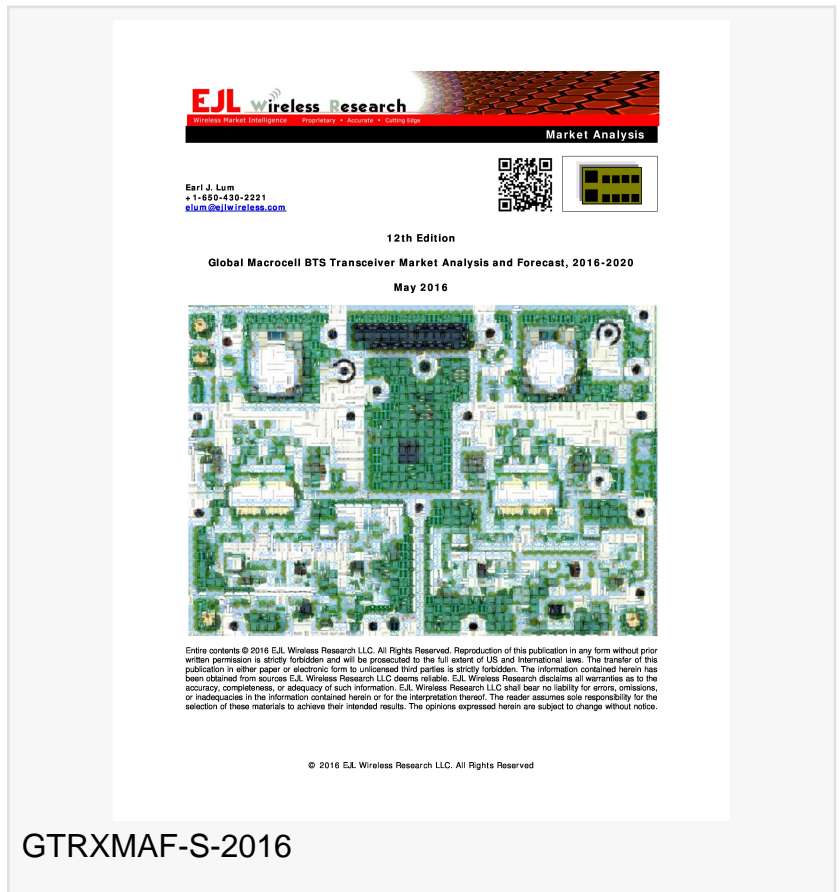 EJL Wireless Research
Wireless Market Intelligence Proprietary • Accurate • Cutting Edge
Market Analysis
Earl J. Lum
+1-650-430-2221
elum@ejlwireless.com
12th Edition
Global Macrocell BTS Transceiver Market Analysis and Forecast, 2016-2020
May 2016
Entire contents © 2016 EJL Wireless Research LLC. All Rights Reserved. Reproduction of this publication in any form without prior
written permission is strictly forbidden and will be prosecuted to the full extent of US and International laws. The transfer of this
publication in either paper or electronic form to unlicensed third parties is strictly forbidden. The information contained herein has
been obtained from sources EJL Wireless Research LLC deems reliable. EJL Wireless Research disclaims all warranties as to the
accuracy, completeness, or adequacy of such information. EJL Wireless Research LLC shall bear no liability for errors, omissions,
or inadequacies in the information contained herein or for the interpretation thereof. The reader assumes sole responsibility for the
selection of these materials to achieve their intended results. The opinions expressed herein are subject to change without notice.
© 2016 EJL Wireless Research LLC. All Rights Reserved
GTRXMAF-S-2016